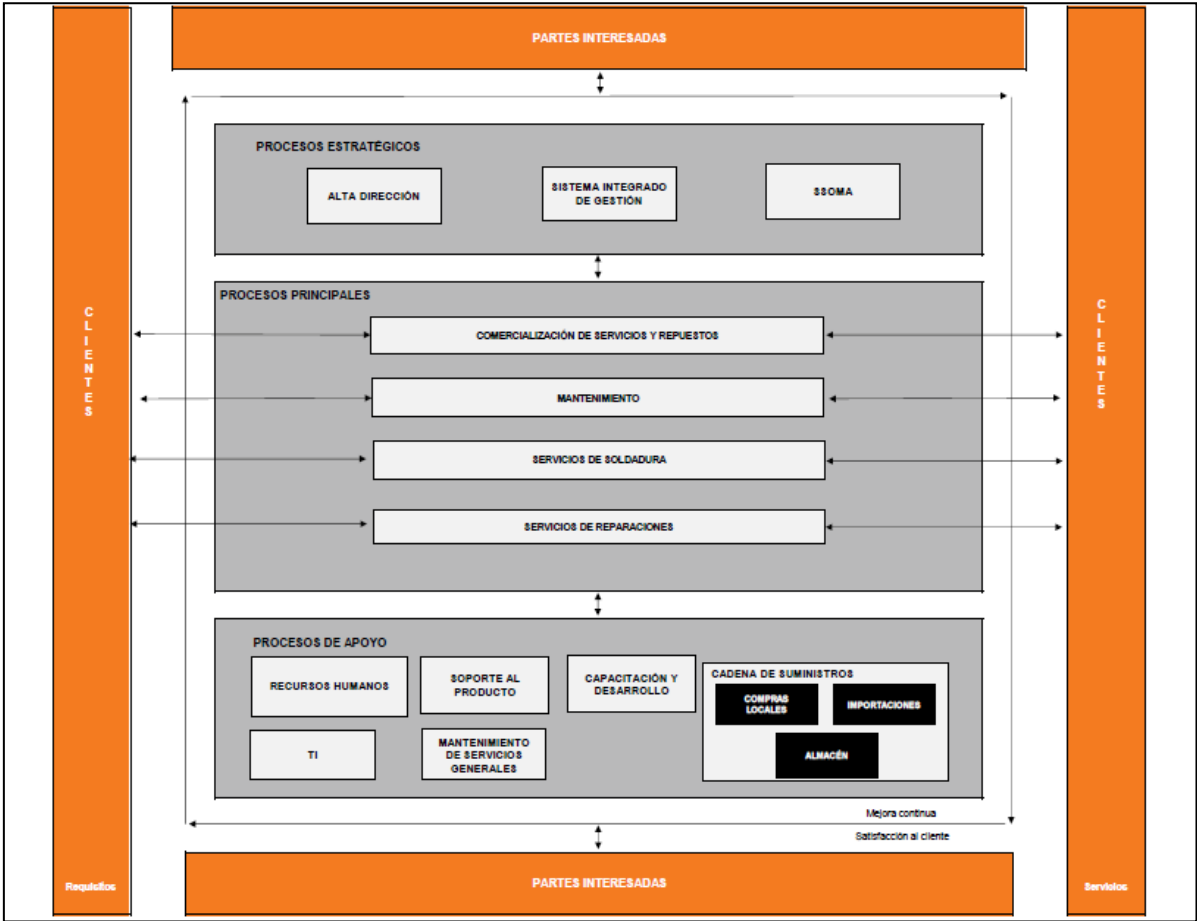 PARTES INTERESADAS
PROCESOS ESTRATÉGICOS
ALTA DIRECCIÓN
SISTEMA INTEGRADO
DE GESTIÓN
SSOMA
PROCESOS PRINCIPALES
CLIENTES
COMERCIALIZACIÓN DE SERVICIOS Y REPUESTOS
MANTENIMIENTO
SERVICIOS DE SOLDADURA
SERVICIOS DE REPARACIONES
CLIENTES
PROCESOS DE APOYO
RECURSOS HUMANOS
SOPORTE AL
PRODUCTO
CAPACITACIÓN Y
DESARROLLO
CADENA DE SUMINISTROS
COMPRAS
LOCALES
IMPORTACIONES
ALMACÉN
TI
MANTENIMIENTO
DE SERVICIOS
GENERALES
Mejora continua
Satisfacción al cliente
Requisitos
PARTES INTERESADAS
Servicios